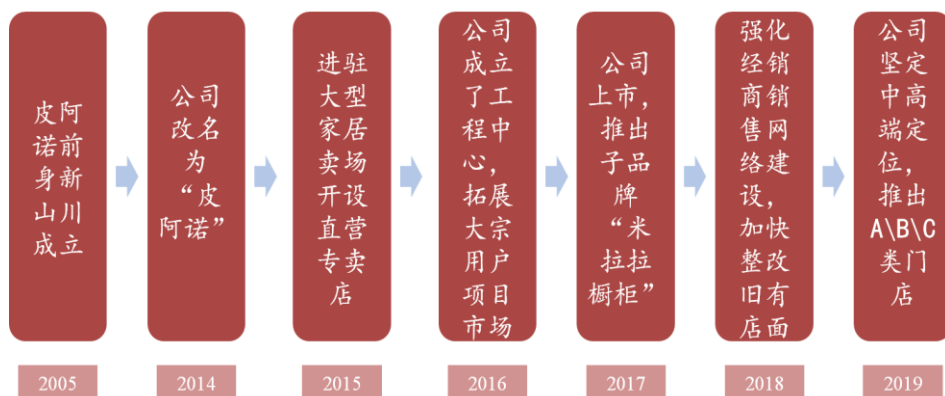 皮阿
诺前
身新
山川
成立
公司
改名
为
“皮
阿诺”
进驻
大型
家居
卖场
开设
直营
专卖
店
公司
成立
了工
程中
心，
拓展
大宗
用户
项目
市场
公司
上市，
推出
子品
牌
“米
拉拉
橱柜”
强化
经销
商销
售网
络建
设，
加快
整改
旧有
店面
公司
坚定
中高
端定
位，
推出
A\B\C
类门
店
2005
2014
2015
2016
2017
2018
2019